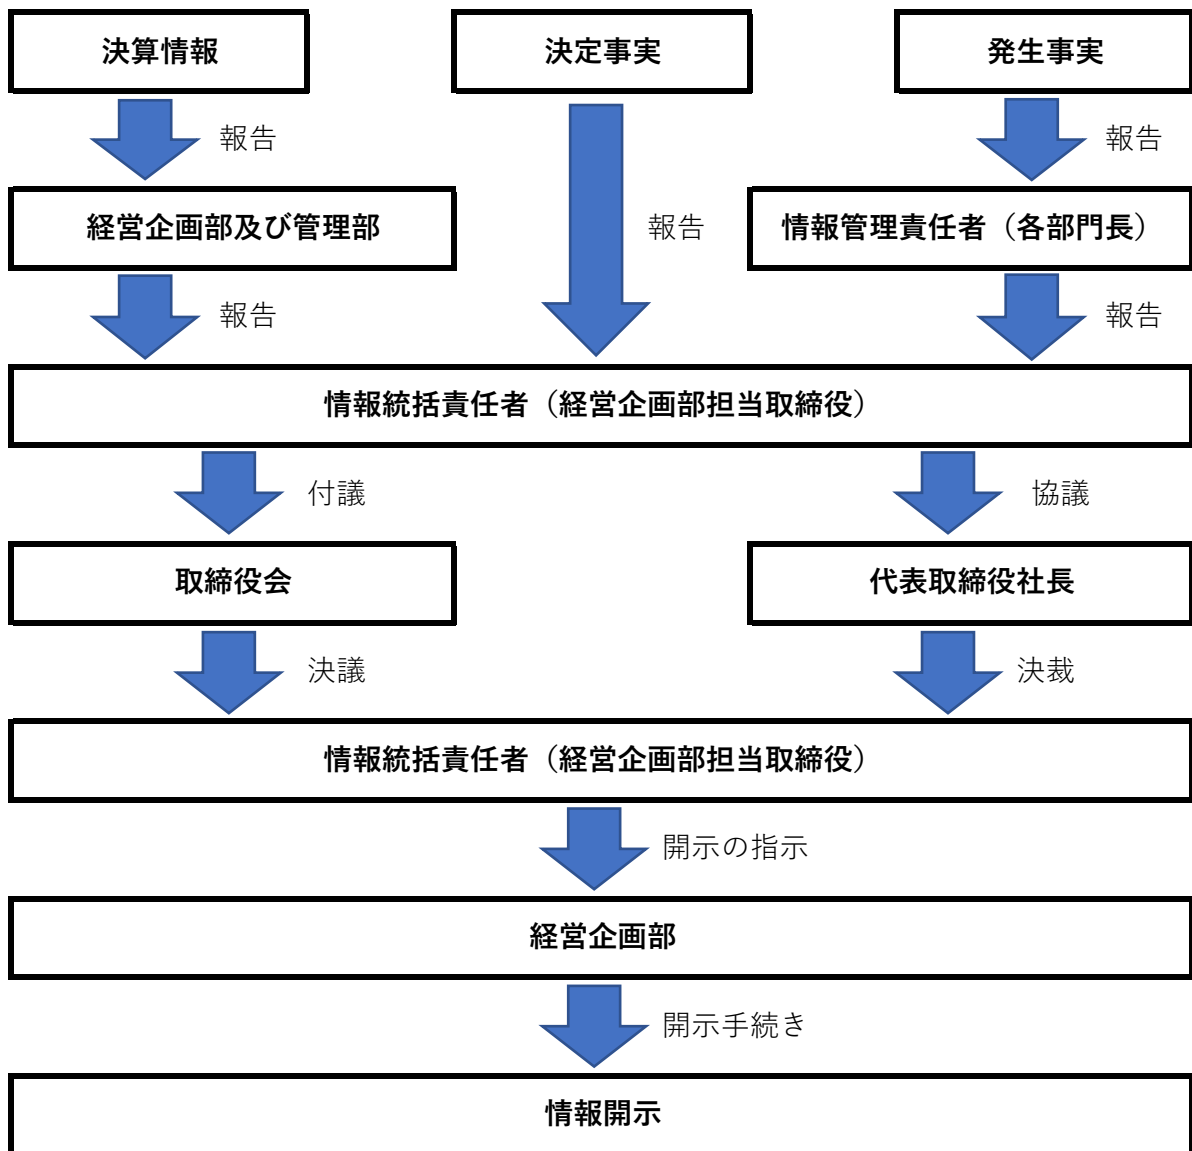 決算情報
決定事実
発生事実
報告
報告
経営企画部及び管理部
報告
情報管理責任者（各部門長）
報告
報告
情報統括責任者（経営企画部担当取締役）
付議
協議
取締役会
代表取締役社長
決議
決裁
情報統括責任者（経営企画部担当取締役）
開示の指示
経営企画部
開示手続き
情報開示